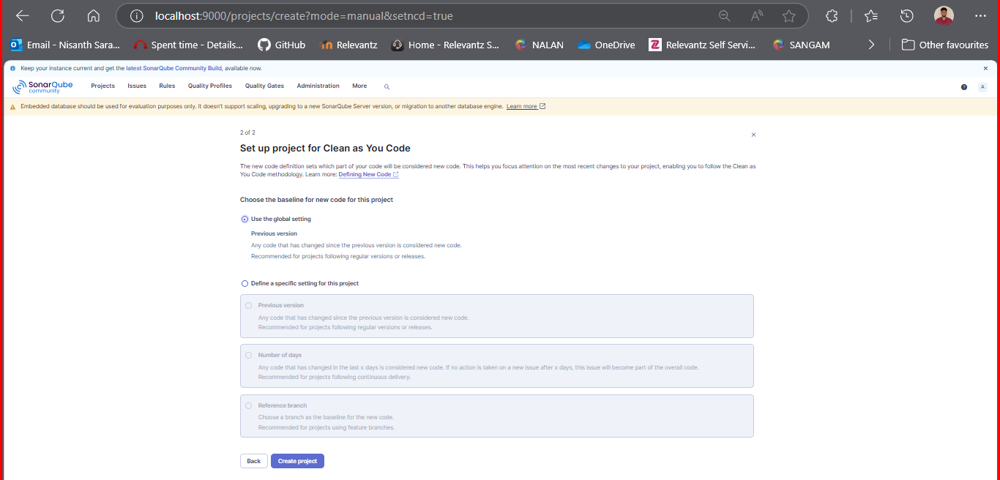 localhost:9000/projects/create?mode=manual&setncd=true
Email - Nisanth Sara... Spent time - Details... GitHub Relevantz Home - Relevantz S... NALAN OneDrive Relevantz Self Servi... SANGAM Other favourites
Keep your instance current and get the latest SonarQube Community Build, available now.
SonarQube
community
Projects Issues Rules Quality Profiles Quality Gates Administration More A
Embedded database should be used for evaluation purposes only. It doesn't support scaling, upgrading to a new SonarQube Server version, or migration to another database engine. Learn more
2 of 2
Set up project for Clean as You Code
The new code definition sets which part of your code will be considered new code. This helps you focus attention on the most recent changes to your project, enabling you to follow the Clean as
You Code methodology. Learn more: Defining New Code
Choose the baseline for new code for this project
Use the global setting
Previous version
Any code that has changed since the previous version is considered new code.
Recommended for projects following regular versions or releases.
Define a specific setting for this project
Previous version
Any code that has changed since the previous version is considered new code.
Recommended for projects following regular versions or releases.
Number of days
Any code that has changed in the last x days is considered new code. If no action is taken on a new issue after x days, this issue will become part of the overall code.
Recommended for projects following continuous delivery.
Reference branch
Choose a branch as the baseline for the new code.
Recommended for projects using feature branches.
Back Create project